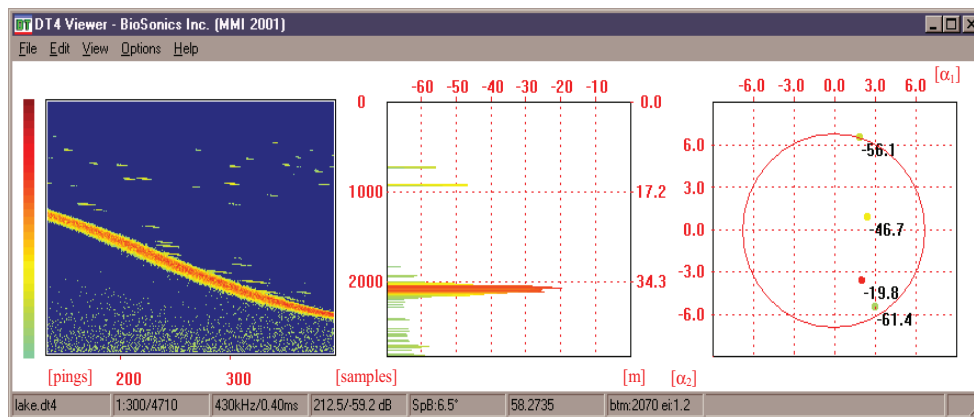 DT4 Viewer - BioSonics Inc. (MMI 2001)
File Edit View Options Help
-60 -50 -40 -30 -20 -10
0 0.0
1000 17.2
2000 34.3
[α1]
-6.0 0.0 3.0 6.0
6.0
3.0
0.0
-3.0
-6.0
-56.1
-46.7
-19.8
-61.4
[pings] 200 300 [samples] [m] [α2]
lake.dt4 1:300/4710 430kHz/0.40ms 212.5/-59.2 dB SpB:6.5° 58.2735 btm:2070 ei:1.2